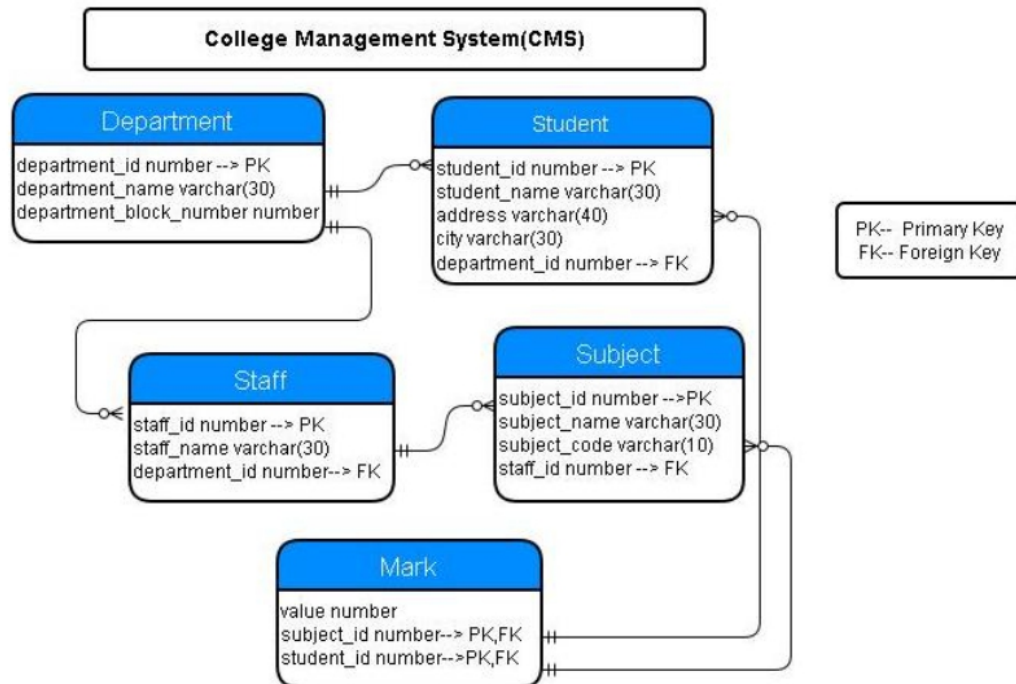 College Management System(CMS)
Department
department_id number --> PK
department_name varchar(30)
department_block_number number
Student
student_id number --> PK
student_name varchar(30)
address varchar(40)
city varchar(30)
department_id number --> FK
PK-- Primary Key
FK-- Foreign Key
Staff
staff_id number --> PK
staff_name varchar(30)
department_id number--> FK
Subject
subject_id number -->PK
subject_name varchar(30)
subject_code varchar(10)
staff_id number --> FK
Mark
value number
subject_id number--> PK,FK
student_id number-->PK,FK